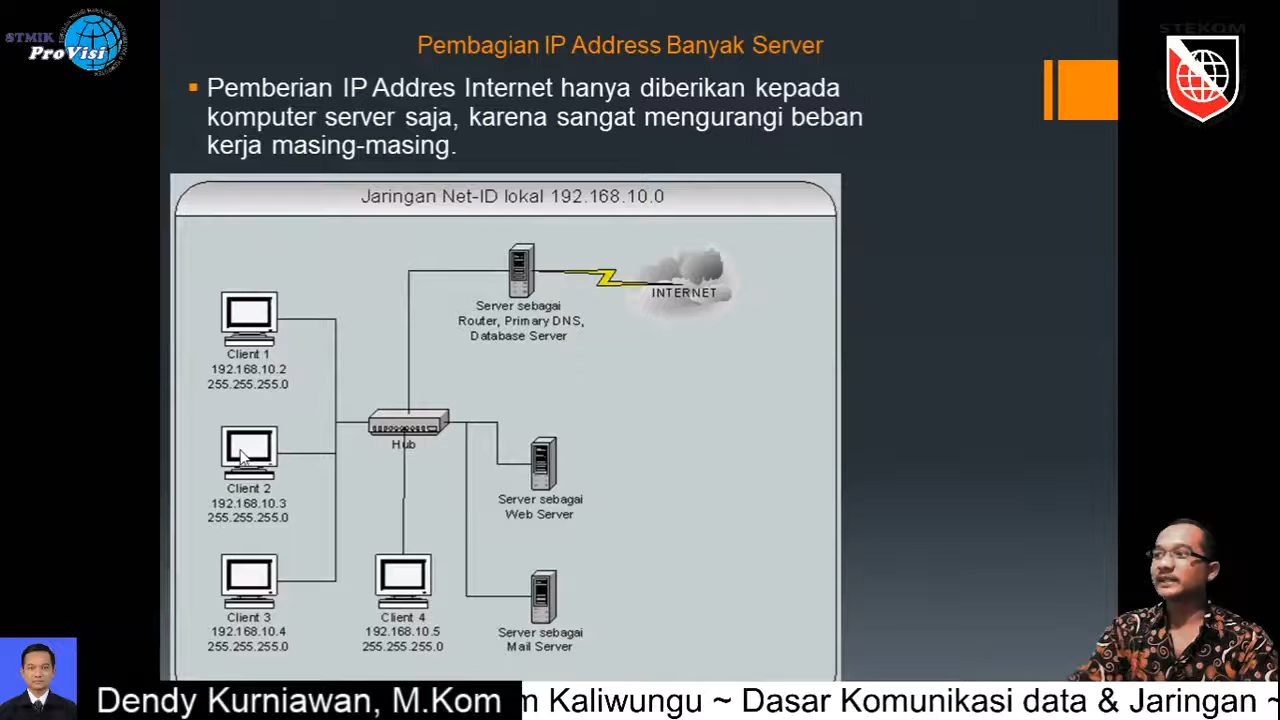 STMIK
ProVisi
STEKOM
Pembagian IP Address Banyak Server
Pemberian IP Addres Internet hanya diberikan kepada
komputer server saja, karena sangat mengurangi beban
kerja masing-masing.
Jaringan Net-ID lokal 192.168.10.0
INTERNET
Server sebagai
Router, Primary DNS,
Database Server
Client 1
192.168.10.2
255.255.255.0
Hub
Client 2
192.168.10.3
255.255.255.0
Server sebagai
Web Server
Client 3
192.168.10.4
255.255.255.0
Client 4
192.168.10.5
255.255.255.0
Server sebagai
Mail Server
Dendy Kurniawan, M.Kom
m Kaliwungu ~ Dasar Komunikasi data & Jaringan ~